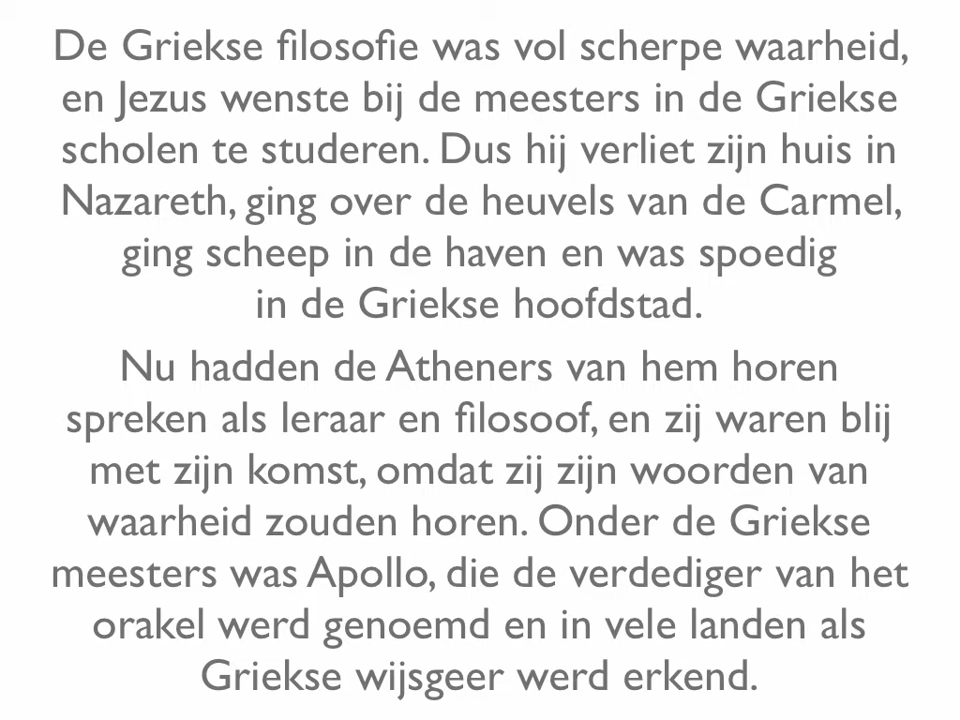 De Griekse filosofie was vol scherpe waarheid,
en Jezus wenste bij de meesters in de Griekse
scholen te studeren. Dus hij verliet zijn huis in
Nazareth, ging over de heuvels van de Carmel,
ging scheep in de haven en was spoedig
in de Griekse hoofdstad.
Nu hadden de Atheners van hem horen
spreken als leraar en filosoof, en zij waren blij
met zijn komst, omdat zij zijn woorden van
waarheid zouden horen. Onder de Griekse
meesters was Apollo, die de verdediger van het
orakel werd genoemd en in vele landen als
Griekse wijsgeer werd erkend.